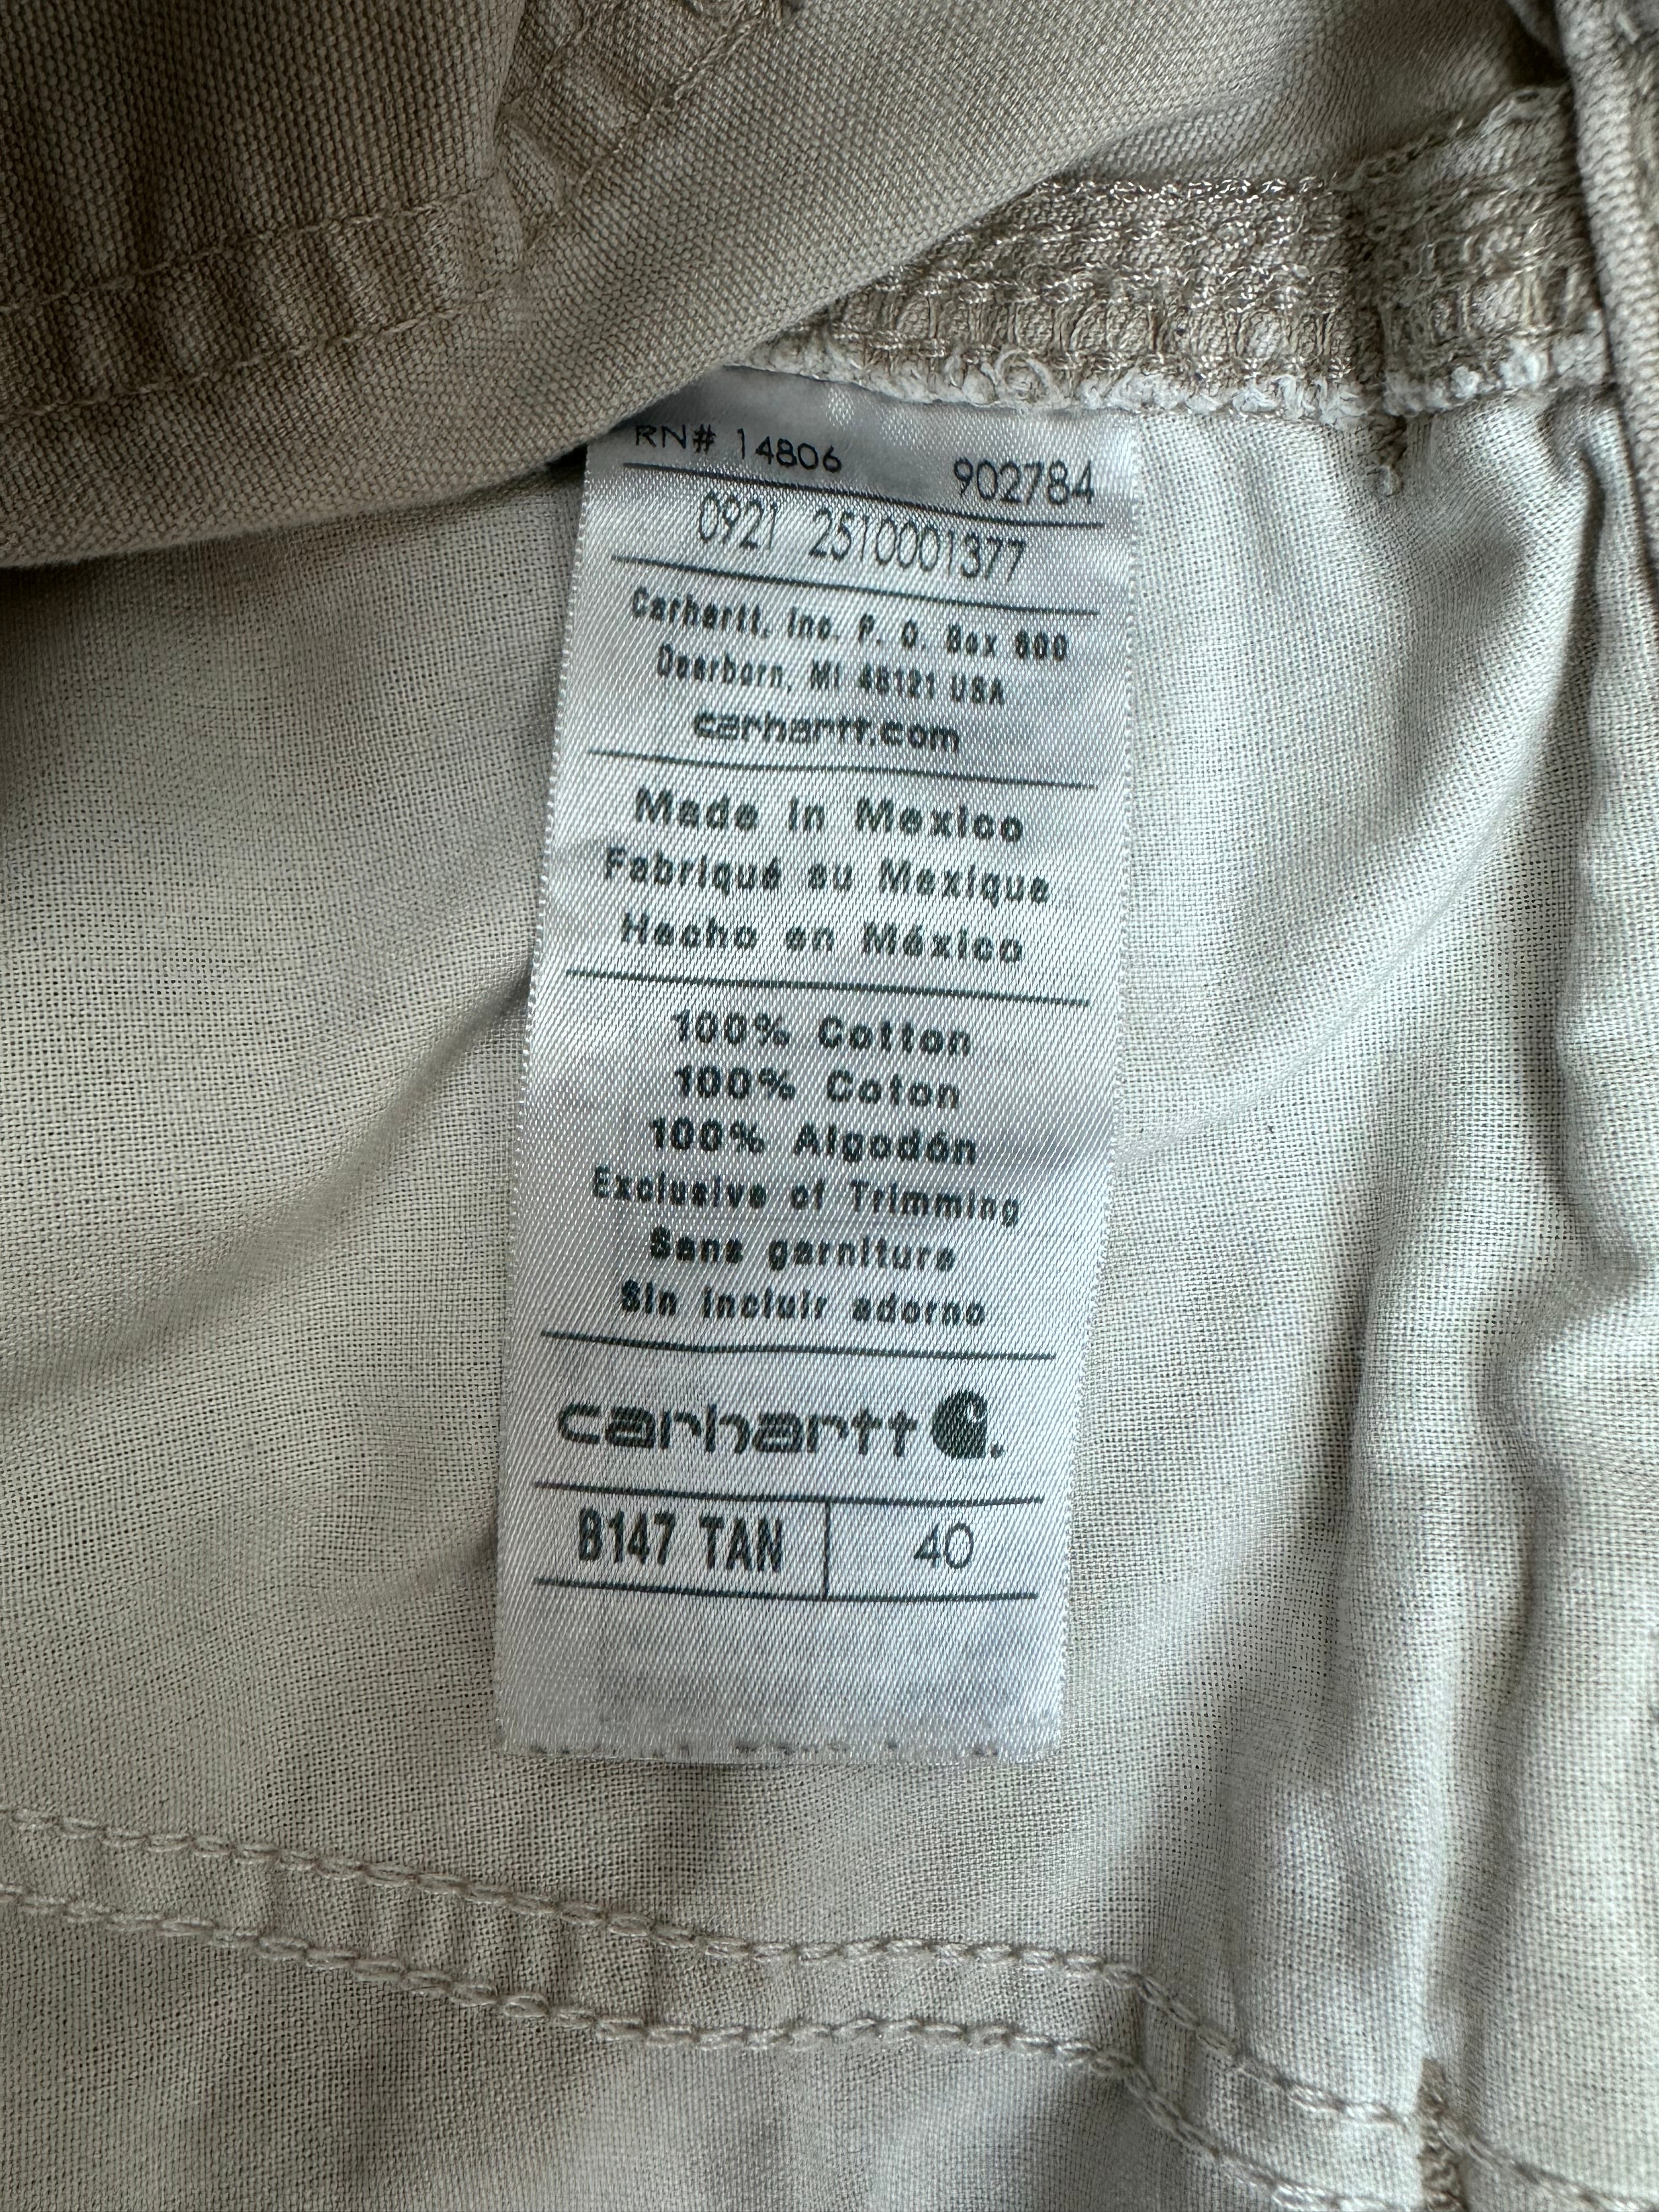 RN# 14806 902784
0921 2510001377
Carhartt, Inc. P. O. Box 600
Dearborn, MI 48121 USA
carhartt.com
Made in Mexico
Fabriqué au Mexique
Hecho en México
100% Cotton
100% Coton
100% Algodón
Exclusive of Trimming
Sans garniture
Sin incluir adorno
carhartt
B147 TAN 40